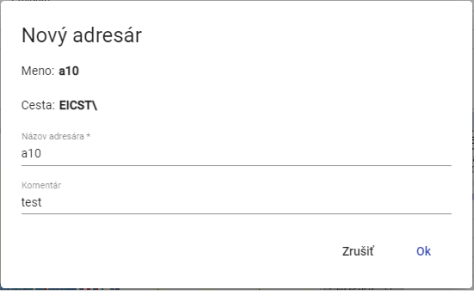 Nový adresár
Meno: a10
Cesta: EICST\
Názov adresára *
a10
Komentár
test
Zrušiť Ok